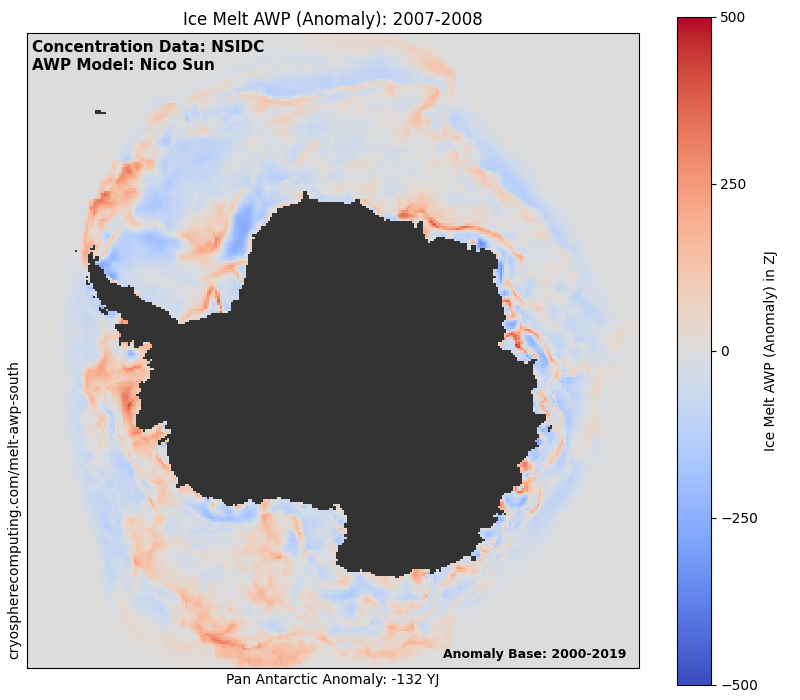 Ice Melt AWP (Anomaly): 2007-2008
Concentration Data: NSIDC
AWP Model: Nico Sun
cryospherecomputing.com/melt-awp-south
Anomaly Base: 2000-2019
Pan Antarctic Anomaly: -132 YJ
500
250
0
−250
−500
Ice Melt AWP (Anomaly) in ZJ